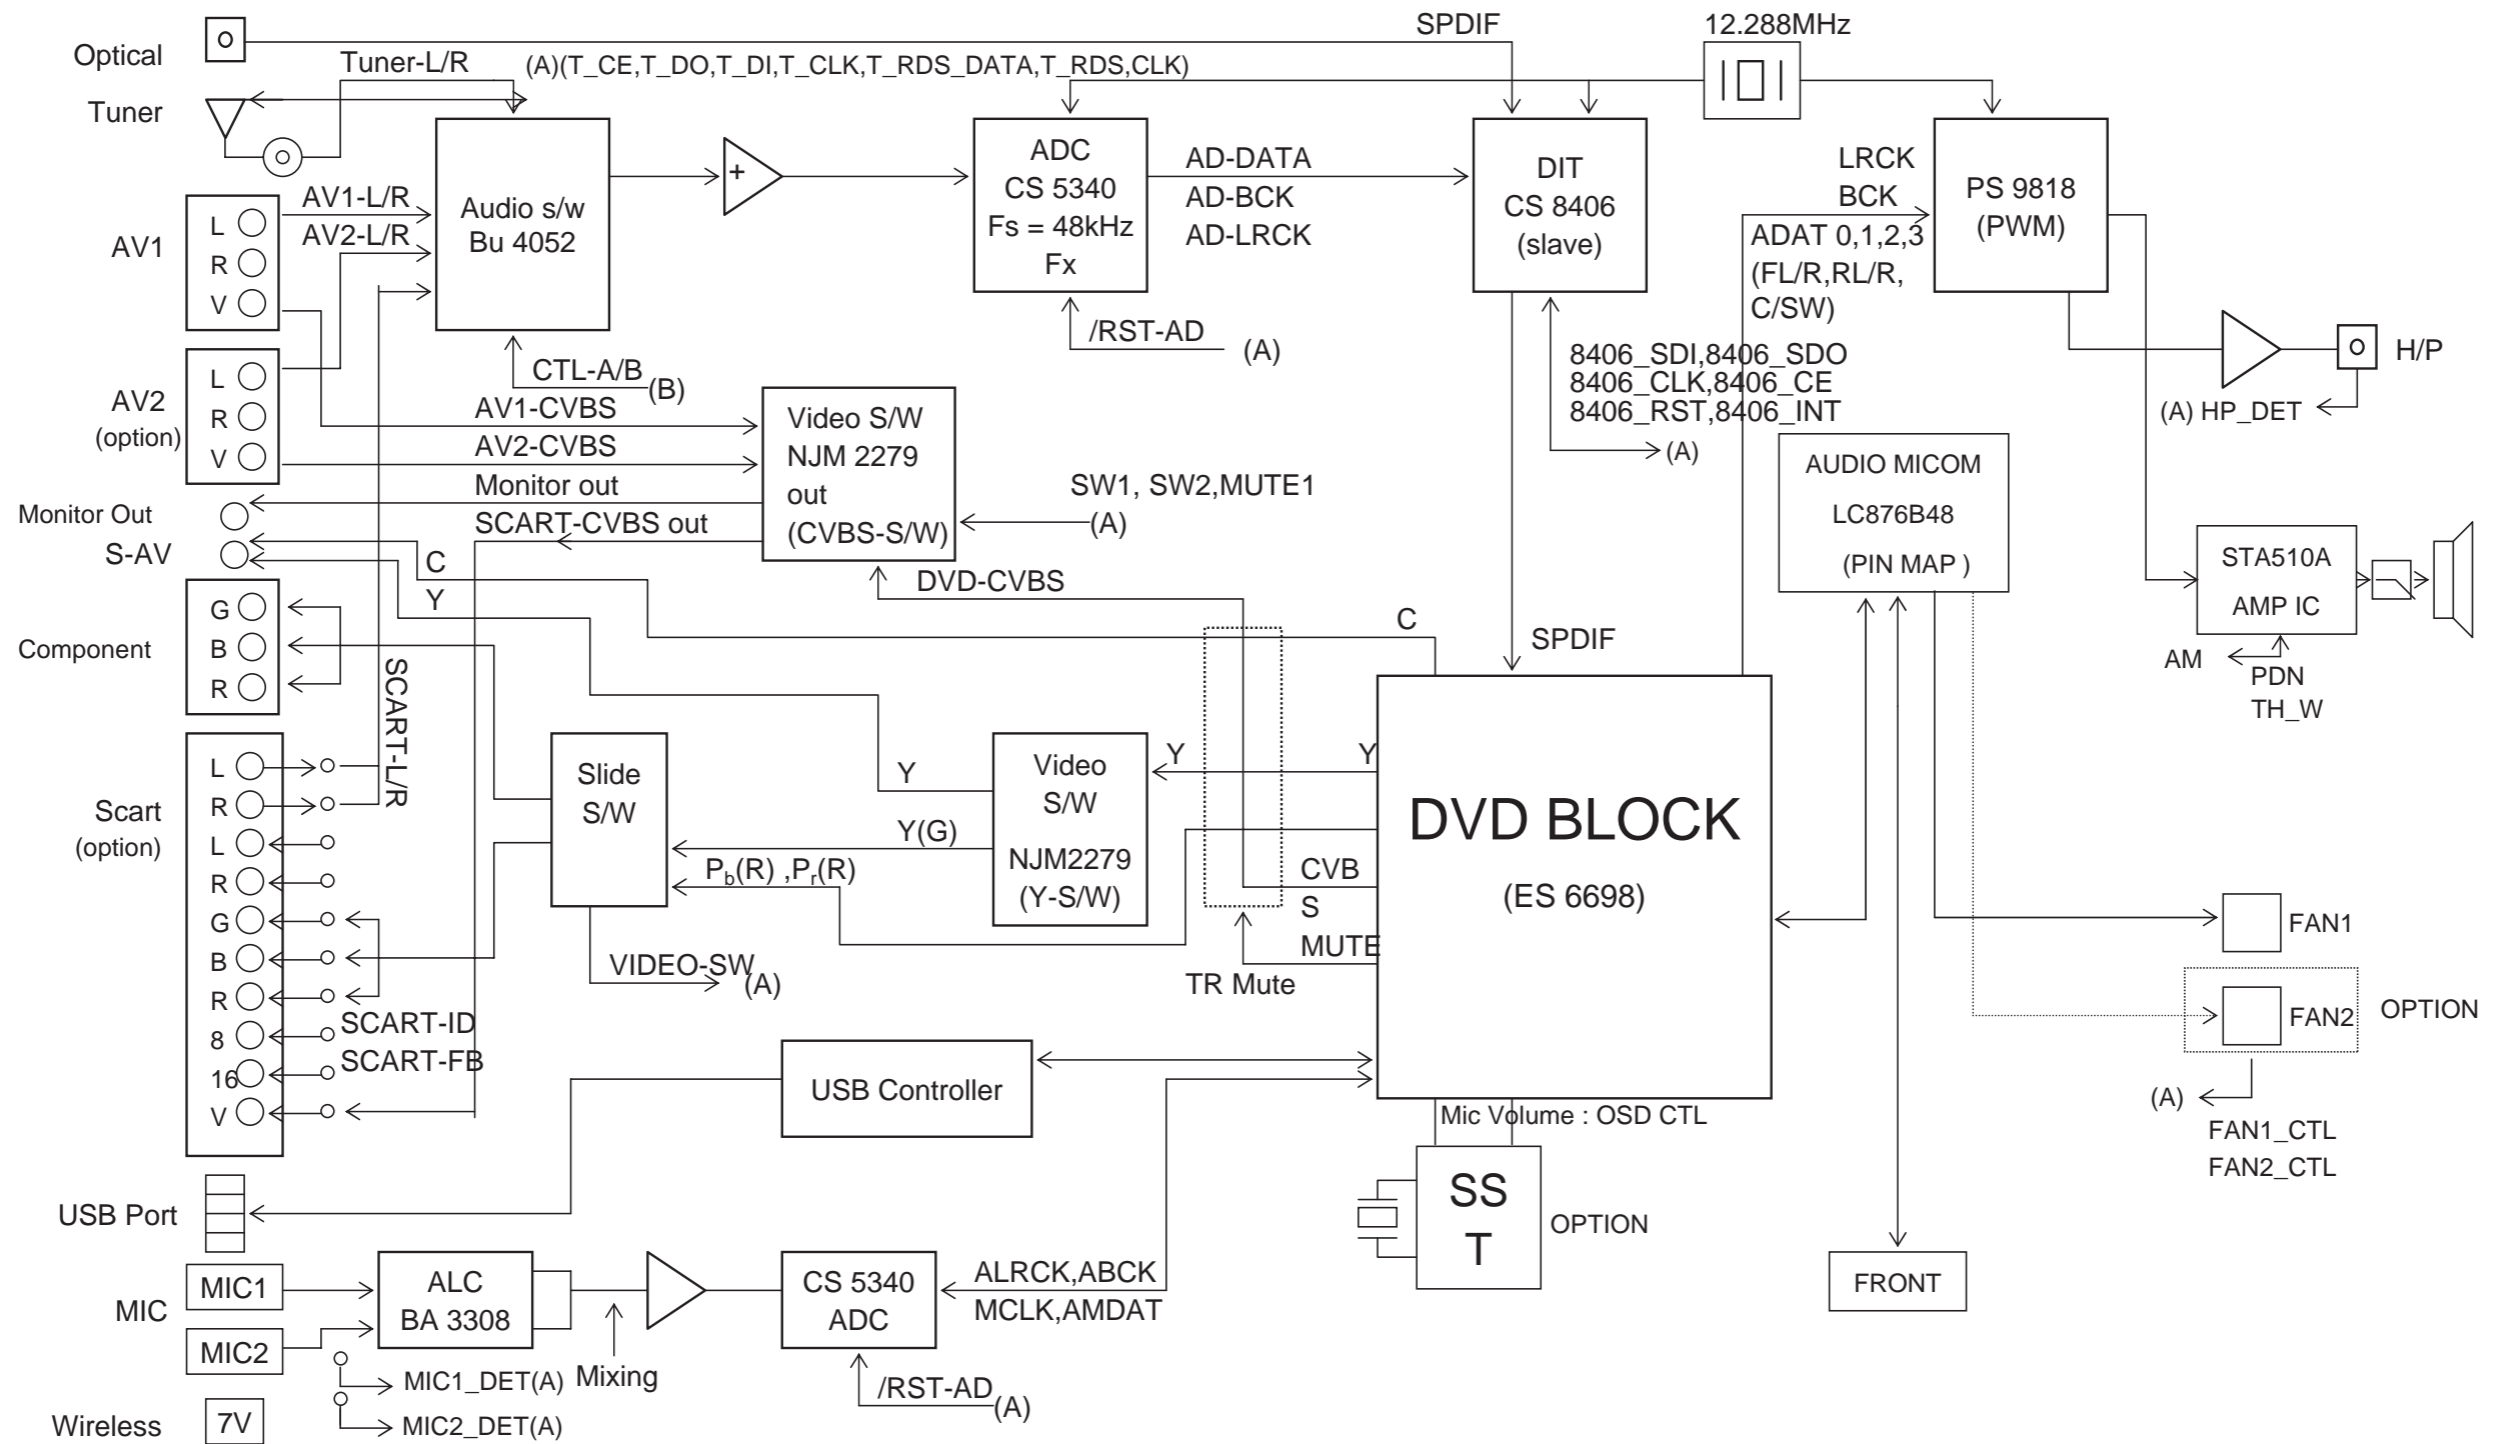 SPDIF
12.288MHz
Optical
Tuner-L/R
(A)(T_CE,T_DO,T_DI,T_CLK,T_RDS_DATA,T_RDS,CLK)
Tuner
AV1
L
R
V
AV1-L/R
AV2-L/R
Audio s/w
Bu 4052
+
ADC
CS 5340
Fs = 48kHz
Fx
AD-DATA
AD-BCK
AD-LRCK
DIT
CS 8406
(slave)
LRCK
BCK
ADAT 0,1,2,3
(FL/R,RL/R,
C/SW)
PS 9818
(PWM)
/RST-AD
(A)
CTL-A/B
(B)
8406_SDI,8406_SDO
8406_CLK,8406_CE
8406_RST,8406_INT
(A)
H/P
(A) HP_DET
AV2
(option)
L
R
V
AV1-CVBS
AV2-CVBS
Monitor out
SCART-CVBS out
Video S/W
NJM 2279
out
(CVBS-S/W)
SW1, SW2,MUTE1
(A)
AUDIO MICOM
LC876B48
(PIN MAP )
Monitor Out
S-AV
C
Y
DVD-CVBS
C
SPDIF
STA510A
AMP IC
AM
PDN
TH_W
Component
G
B
R
SCART-L/R
Scart
(option)
L
R
L
R
G
B
R
8
16
V
SCART-ID
SCART-FB
Slide
S/W
Y
Y(G)
Pb(R) ,Pr(R)
Video
S/W
NJM2279
(Y-S/W)
Y
Y
CVB
S
MUTE
TR Mute
DVD BLOCK
(ES 6698)
VIDEO-SW
(A)
FAN1
FAN2
OPTION
(A)
FAN1_CTL
FAN2_CTL
USB Controller
Mic Volume : OSD CTL
SS
T
OPTION
FRONT
USB Port
MIC
MIC1
MIC2
ALC
BA 3308
Mixing
CS 5340
ADC
ALRCK,ABCK
MCLK,AMDAT
MIC1_DET(A)
MIC2_DET(A)
/RST-AD
(A)
Wireless
7V